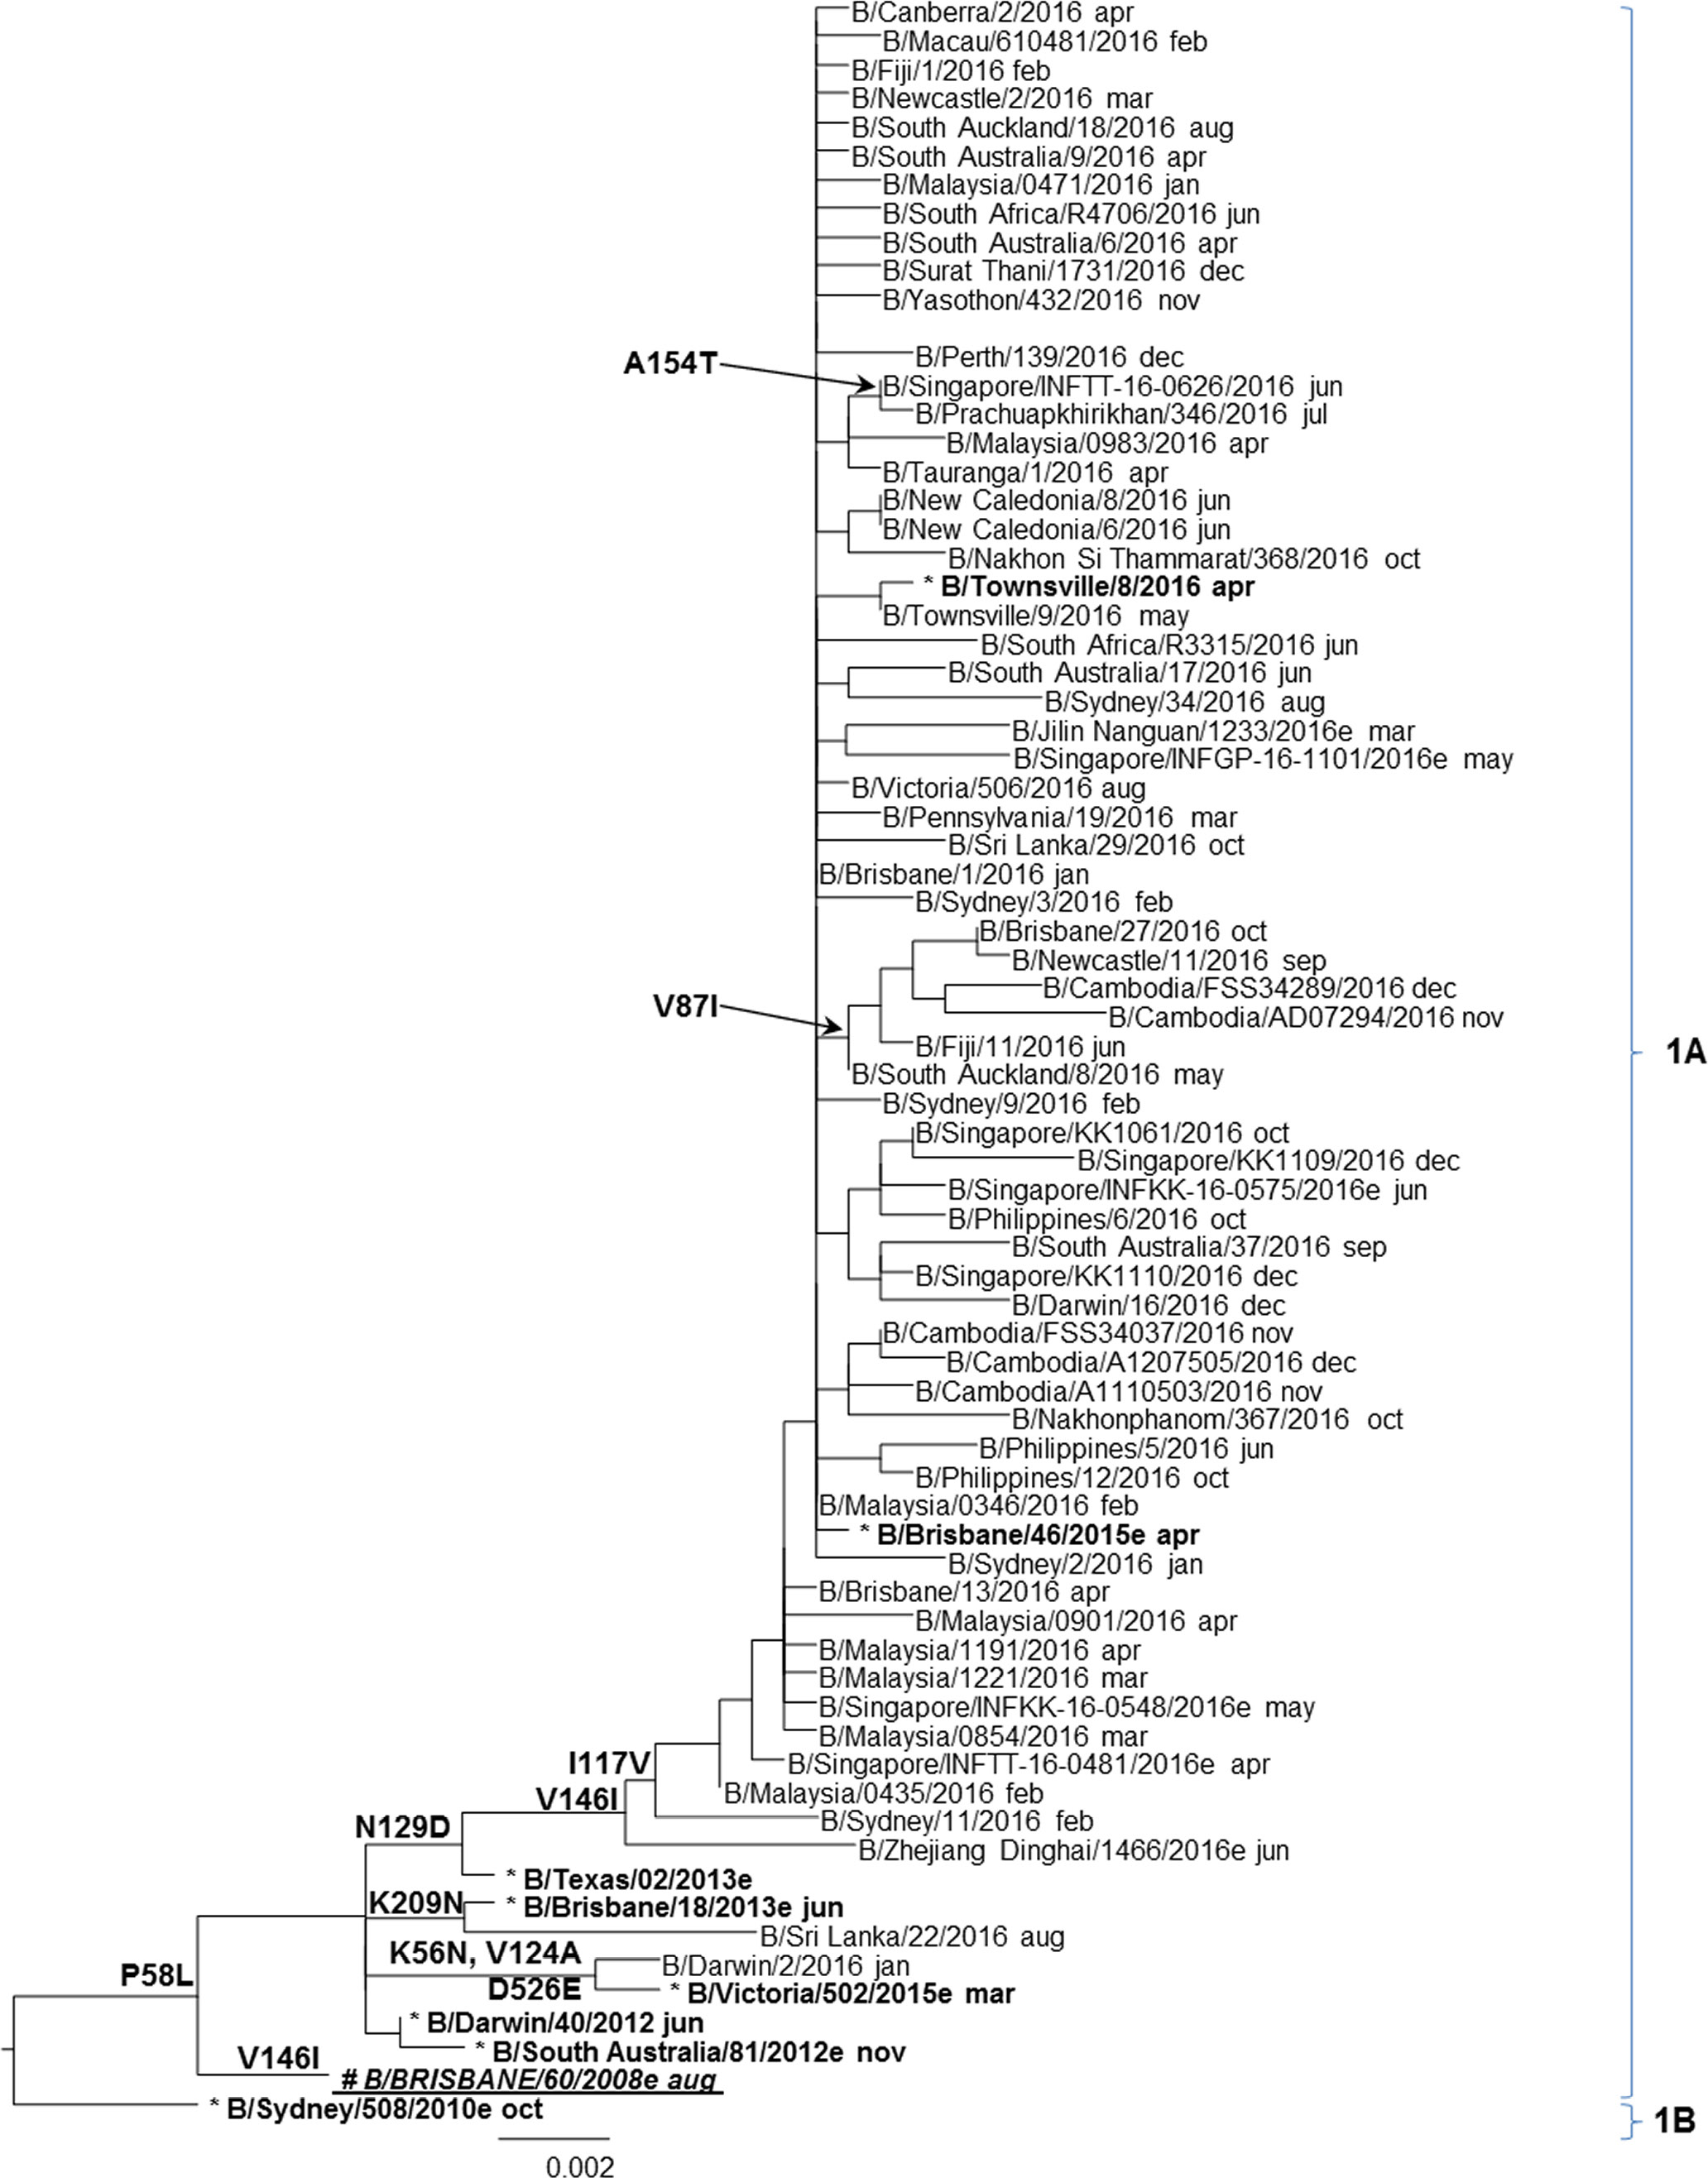 B/Canberra/2/2016 apr
B/Macau/610481/2016 feb
B/Fiji/1/2016 feb
B/Newcastle/2/2016 mar
B/South Auckland/18/2016 aug
B/South Australia/9/2016 apr
B/Malaysia/0471/2016 jan
B/South Africa/R4706/2016 jun
B/South Australia/6/2016 apr
B/Surat Thani/1731/2016 dec
B/Yasothon/432/2016 nov
B/Perth/139/2016 dec
A154T
B/Singapore/INFTT-16-0626/2016 jun
B/Prachuapkhirikhan/346/2016 jul
B/Malaysia/0983/2016 apr
B/Tauranga/1/2016 apr
B/New Caledonia/8/2016 jun
B/New Caledonia/6/2016 jun
B/Nakhon Si Thammarat/368/2016 oct
* B/Townsville/8/2016 apr
B/Townsville/9/2016 may
B/South Africa/R3315/2016 jun
B/South Australia/17/2016 jun
B/Sydney/34/2016 aug
B/Jilin Nanguan/1233/2016e mar
B/Singapore/INFGP-16-1101/2016e may
B/Victoria/506/2016 aug
B/Pennsylvania/19/2016 mar
B/Sri Lanka/29/2016 oct
B/Brisbane/1/2016 jan
B/Sydney/3/2016 feb
B/Brisbane/27/2016 oct
B/Newcastle/11/2016 sep
B/Cambodia/FSS34289/2016 dec
V87I
B/Cambodia/AD07294/2016 nov
B/Fiji/11/2016 jun
1A
B/South Auckland/8/2016 may
B/Sydney/9/2016 feb
B/Singapore/KK1061/2016 oct
B/Singapore/KK1109/2016 dec
B/Singapore/INFKK-16-0575/2016e jun
B/Philippines/6/2016 oct
B/South Australia/37/2016 sep
B/Singapore/KK1110/2016 dec
B/Darwin/16/2016 dec
B/Cambodia/FSS34037/2016 nov
B/Cambodia/A1207505/2016 dec
B/Cambodia/A1110503/2016 nov
B/Nakhonphanom/367/2016 oct
B/Philippines/5/2016 jun
B/Philippines/12/2016 oct
B/Malaysia/0346/2016 feb
* B/Brisbane/46/2015e apr
B/Sydney/2/2016 jan
B/Brisbane/13/2016 apr
B/Malaysia/0901/2016 apr
B/Malaysia/1191/2016 apr
B/Malaysia/1221/2016 mar
B/Singapore/INFKK-16-0548/2016e may
B/Malaysia/0854/2016 mar
I117V
B/Singapore/INFTT-16-0481/2016e apr
V146I
B/Malaysia/0435/2016 feb
N129D
B/Sydney/11/2016 feb
B/Zhejiang Dinghai/1466/2016e jun
* B/Texas/02/2013e
K209N
* B/Brisbane/18/2013e jun
B/Sri Lanka/22/2016 aug
K56N, V124A
B/Darwin/2/2016 jan
P58L
D526E
* B/Victoria/502/2015e mar
* B/Darwin/40/2012 jun
* B/South Australia/81/2012e nov
V146I
# B/BRISBANE/60/2008e aug
* B/Sydney/508/2010e oct
1B
0.002